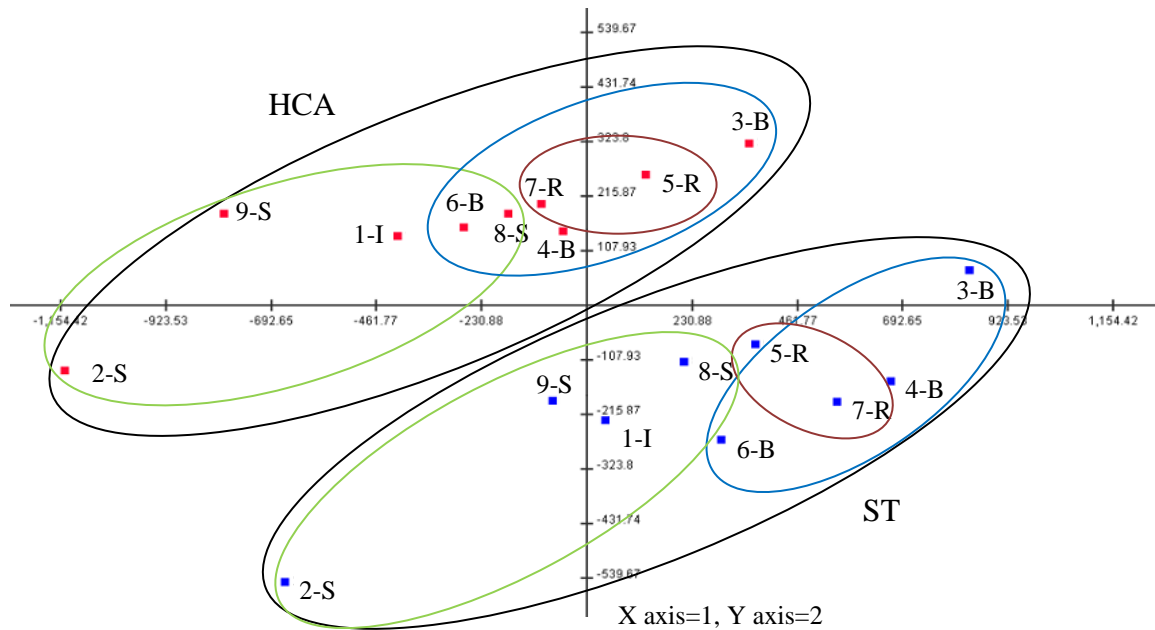 539.67
431.74
HCA
3-B
323.8
7-R
5-R
215.87
6-B
9-S
8-S
1-I
4-B
107.93
3-B
-1,154.42 -923.53 -692.65 -461.77 -230.88 230.88 461.77 692.65 923.53 1,154.42
5-R
-107.93
8-S
2-S
9-S
4-B
7-R
-215.87
1-I
6-B
-323.8
ST
-431.74
-539.67
2-S
X axis=1, Y axis=2